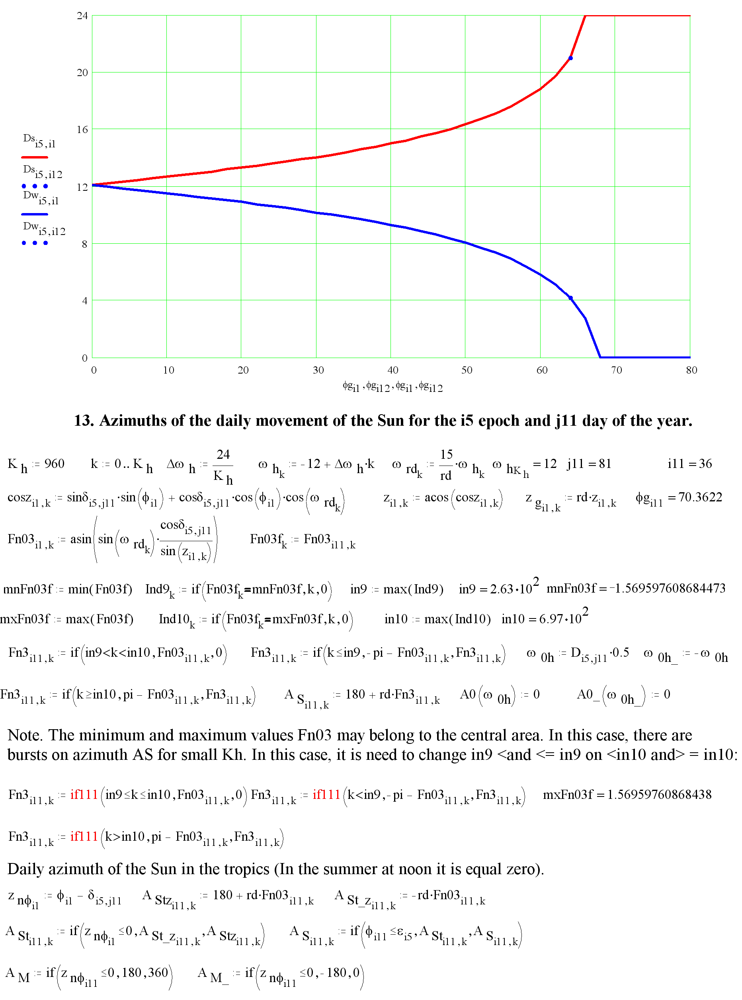 24
20
16
12
8
4
0
Ds i5,i1
Ds i5,i12
Dw i5,i1
Dw i5,i12
0 10 20 30 40 50 60 70 80
ϕg i1 , ϕg i12 , ϕg i1 , ϕg i12
13. Azimuths of the daily movement of the Sun for the i5 epoch and j11 day of the year.
K h := 960 k := 0 .. K h Δω h := 24 / K h ω h k := -12 + Δω h·k ω rd k := 15 / rd · ω h k ω hK h = 12 j11 = 81 i11 = 36
cosz i1,k := sinδ i5,j11 ·sin(ϕ i1) + cosδ i5,j11 ·cos(ϕ i1)·cos(ω rd k) z i1,k := acos(cosz i1,k) z g i1,k := rd·z i1,k ϕg i11 = 70.3622
Fn03 i1,k := asin(sin(ω rd k)· cosδ i5,j11 / sin(z i1,k)) Fn03f k := Fn03 i11,k
mnFn03f := min(Fn03f) Ind9 k := if(Fn03f k=mnFn03f,k,0) in9 := max(Ind9) in9 = 2.63·10^2 mnFn03f = -1.569597608684473
mxFn03f := max(Fn03f) Ind10 k := if(Fn03f k=mxFn03f,k,0) in10 := max(Ind10) in10 = 6.97·10^2
Fn3 i11,k := if(in9<k<in10,Fn03 i11,k,0) Fn3 i11,k := if(k≤in9,-pi - Fn03 i11,k,Fn3 i11,k) ω 0h := D i5,j11·0.5 ω 0h_ := -ω 0h
Fn3 i11,k := if(k≥in10,pi - Fn03 i11,k,Fn3 i11,k) A S i11,k := 180 + rd·Fn3 i11,k A0(ω 0h) := 0 A0_(ω 0h_) := 0
Note. The minimum and maximum values Fn03 may belong to the central area. In this case, there are
bursts on azimuth AS for small Kh. In this case, it is need to change in9 <and <= in9 on <in10 and> = in10:
Fn3 i11,k := if111(in9≤k≤in10,Fn03 i11,k,0) Fn3 i11,k := if111(k<in9,-pi - Fn03 i11,k,Fn3 i11,k) mxFn03f = 1.56959760868438
Fn3 i11,k := if111(k>in10,pi - Fn03 i11,k,Fn3 i11,k)
Daily azimuth of the Sun in the tropics (In the summer at noon it is equal zero).
z nϕ i1 := ϕ i1 - δ i5,j11 A Stz i11,k := 180 + rd·Fn03 i11,k A St_z i11,k := -rd·Fn03 i11,k
A St i11,k := if(z nϕ i1 ≤0,A St_z i11,k,A Stz i11,k) A S i11,k := if(ϕ i11 ≤ε i5,A St i11,k,A S i11,k)
A M := if(z nϕ i11 ≤0,180,360) A M_ := if(z nϕ i11 ≤0,-180,0)